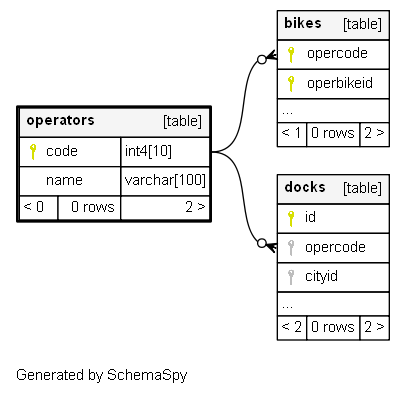 bikes [table]
opercode
operbikeid
...
< 1 0 rows 2 >
operators [table]
code int4[10]
name varchar[100]
< 0 0 rows 2 >
docks [table]
id
opercode
cityid
...
< 2 0 rows 2 >
Generated by SchemaSpy